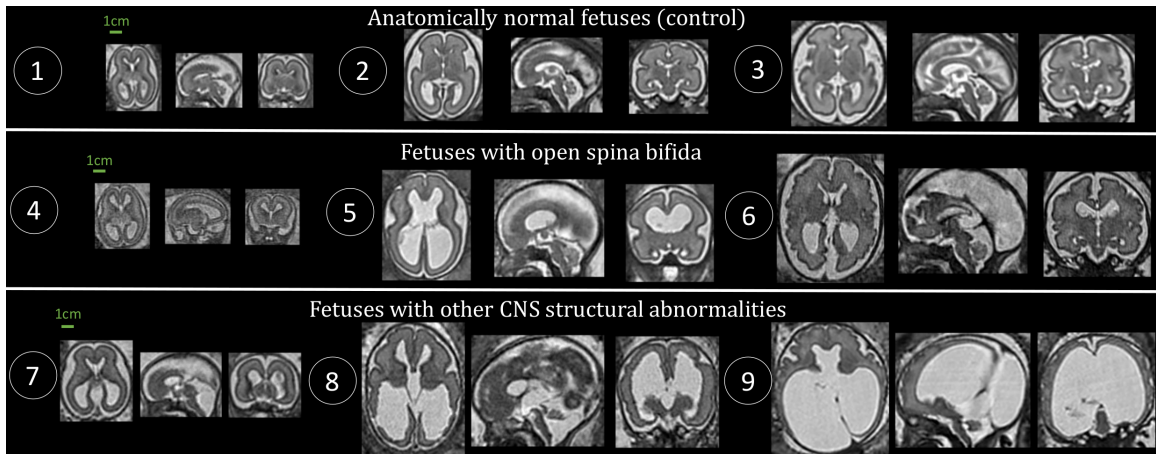 Anatomically normal fetuses (control)
1cm
1
2
3
Fetuses with open spina bifida
1cm
4
5
6
Fetuses with other CNS structural abnormalities
1cm
7
8
9